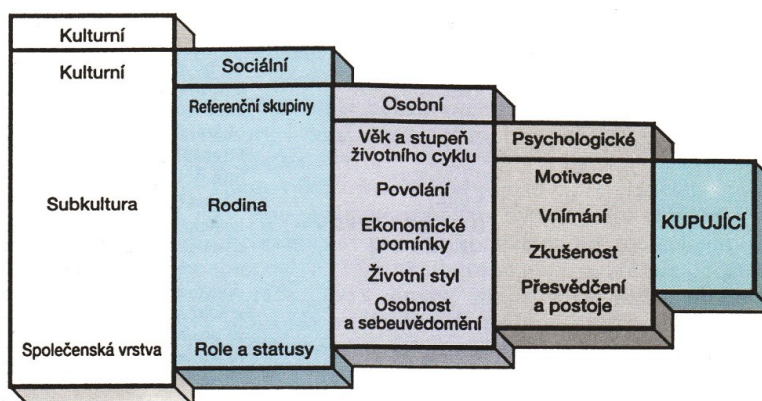 Kulturní
Kulturní
Subkultura
Společenská vrstva
Sociální
Referenční skupiny
Rodina
Role a statusy
Osobní
Věk a stupeň
životního cyklu
Povolání
Ekonomické
pomínky
Životní styl
Osobnost
a sebeuvědomění
Psychologické
Motivace
Vnímání
Zkušenost
Přesvědčení
a postoje
KUPUJÍCÍ